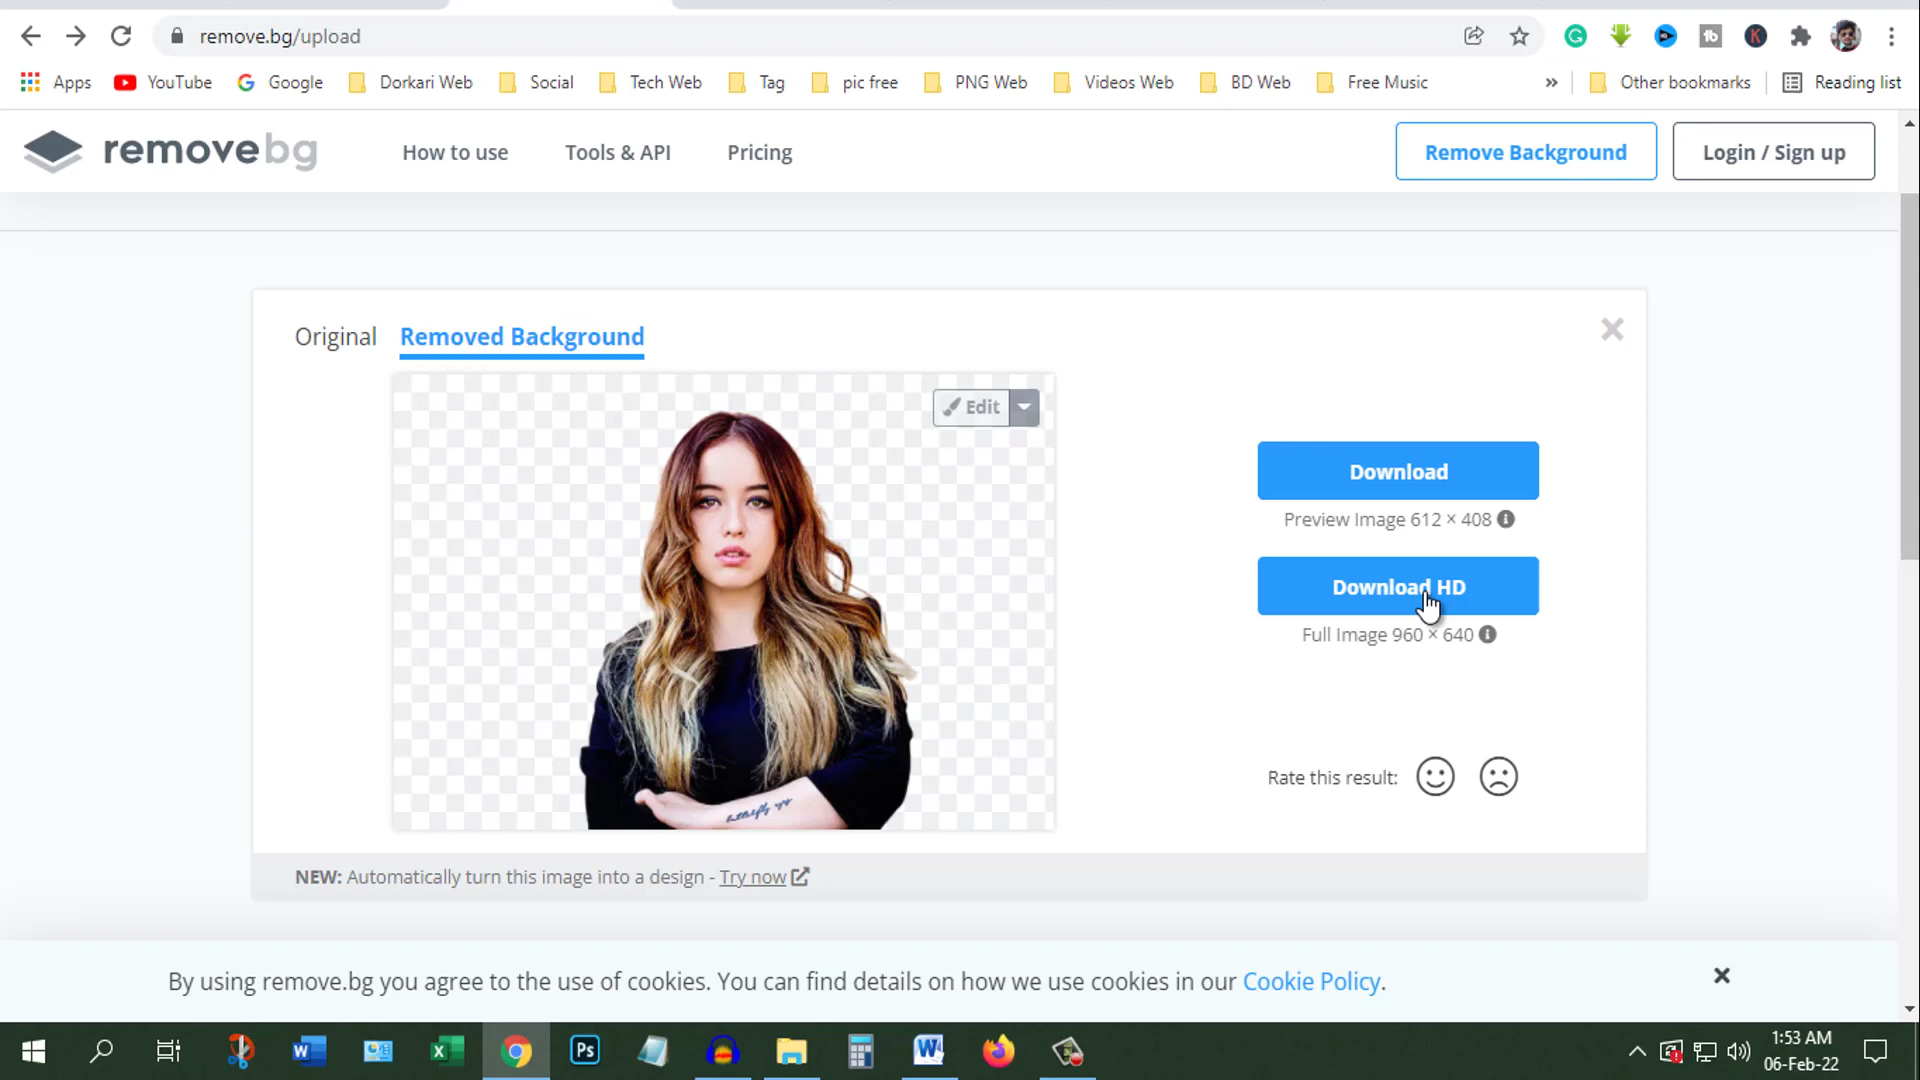 remove.bg/upload
Apps YouTube Google Dorkari Web Social Tech Web Tag pic free PNG Web Videos Web BD Web Free Music » Other bookmarks Reading list
removebg How to use Tools & API Pricing Remove Background Login / Sign up
Original Removed Background
Edit
Download
Preview Image 612 × 408
Download HD
Full Image 960 × 640
Rate this result:
NEW: Automatically turn this image into a design - Try now
By using remove.bg you agree to the use of cookies. You can find details on how we use cookies in our Cookie Policy.
1:53 AM
06-Feb-22